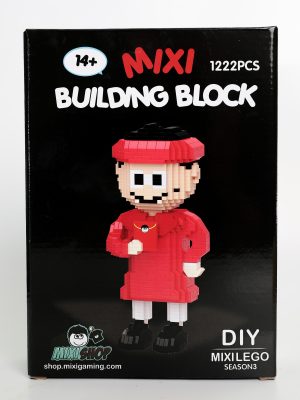 14+
MIXI
1222PCS
BUILDING BLOCK
MIXISHOP
shop.mixigaming.com
DIY
MIXILEGO
SEASON3